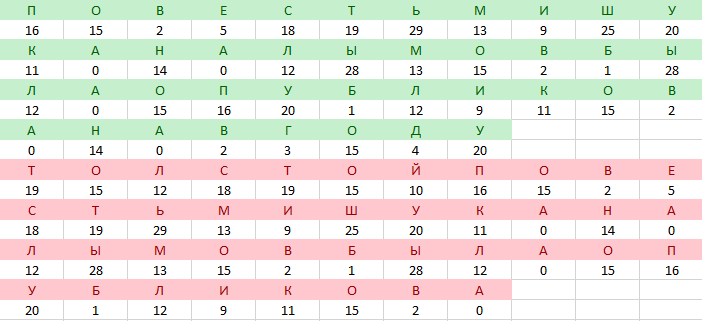 П О В Е С Т Ь М И Ш У
16 15 2 5 18 19 29 13 9 25 20
К А Н А Л Ы М О В Б Ы
11 0 14 0 12 28 13 15 2 1 28
Л А О П У Б Л И К О В
12 0 15 16 20 1 12 9 11 15 2
А Н А В Г О Д У
0 14 0 2 3 15 4 20
Т О Л С Т О Й П О В Е
19 15 12 18 19 15 10 16 15 2 5
С Т Ь М И Ш У К А Н А
18 19 29 13 9 25 20 11 0 14 0
Л Ы М О В Б Ы Л А О П
12 28 13 15 2 1 28 12 0 15 16
У Б Л И К О В А
20 1 12 9 11 15 2 0